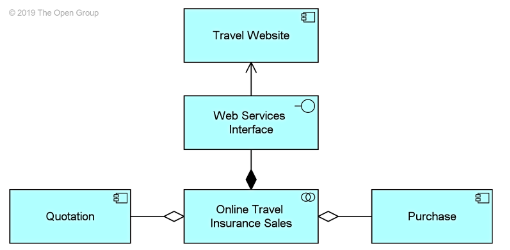 © 2019 The Open Group
Travel Website
Web Services
Interface
Quotation
Online Travel
Insurance Sales
Purchase